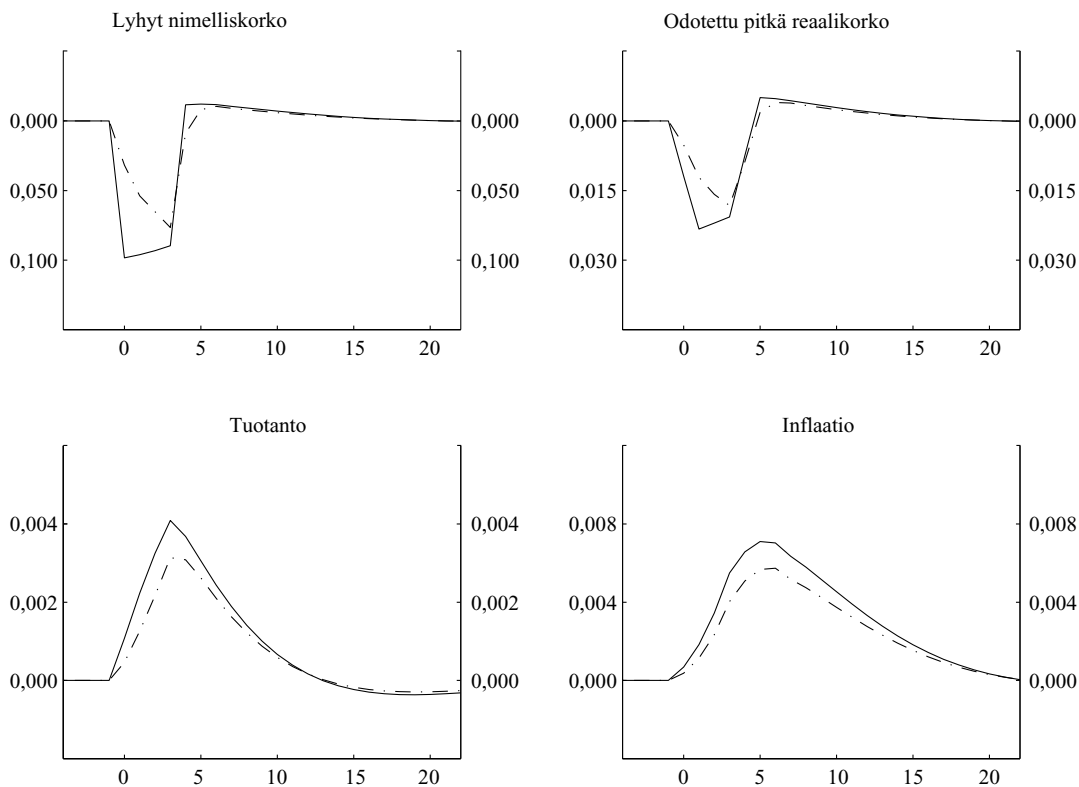 Lyhyt nimelliskorko
Odotettu pitkä reaalikorko
0,000 0,000
0,050 0,050
0,100 0,100
0 5 10 15 20
0,000 0,000
0,015 0,015
0,030 0,030
0 5 10 15 20
Tuotanto
Inflaatio
0,004 0,004
0,002 0,002
0,000 0,000
0 5 10 15 20
0,008 0,008
0,004 0,004
0,000 0,000
0 5 10 15 20